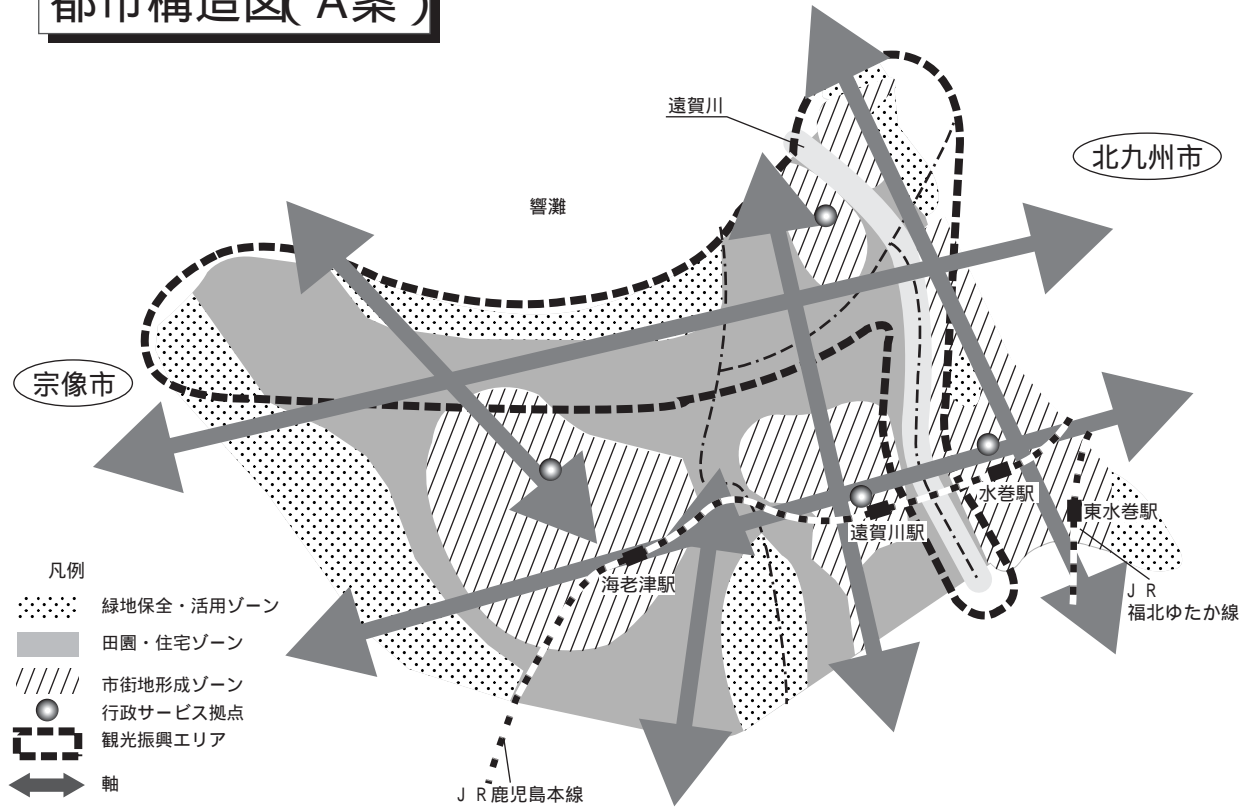 都市構造図(A案)
遠賀川
北九州市
響灘
宗像市
水巻駅
東水巻駅
遠賀川駅
海老津駅
JR
福北ゆたか線
凡例
緑地保全・活用ゾーン
田園・住宅ゾーン
市街地形成ゾーン
行政サービス拠点
観光振興エリア
軸
JR鹿児島本線